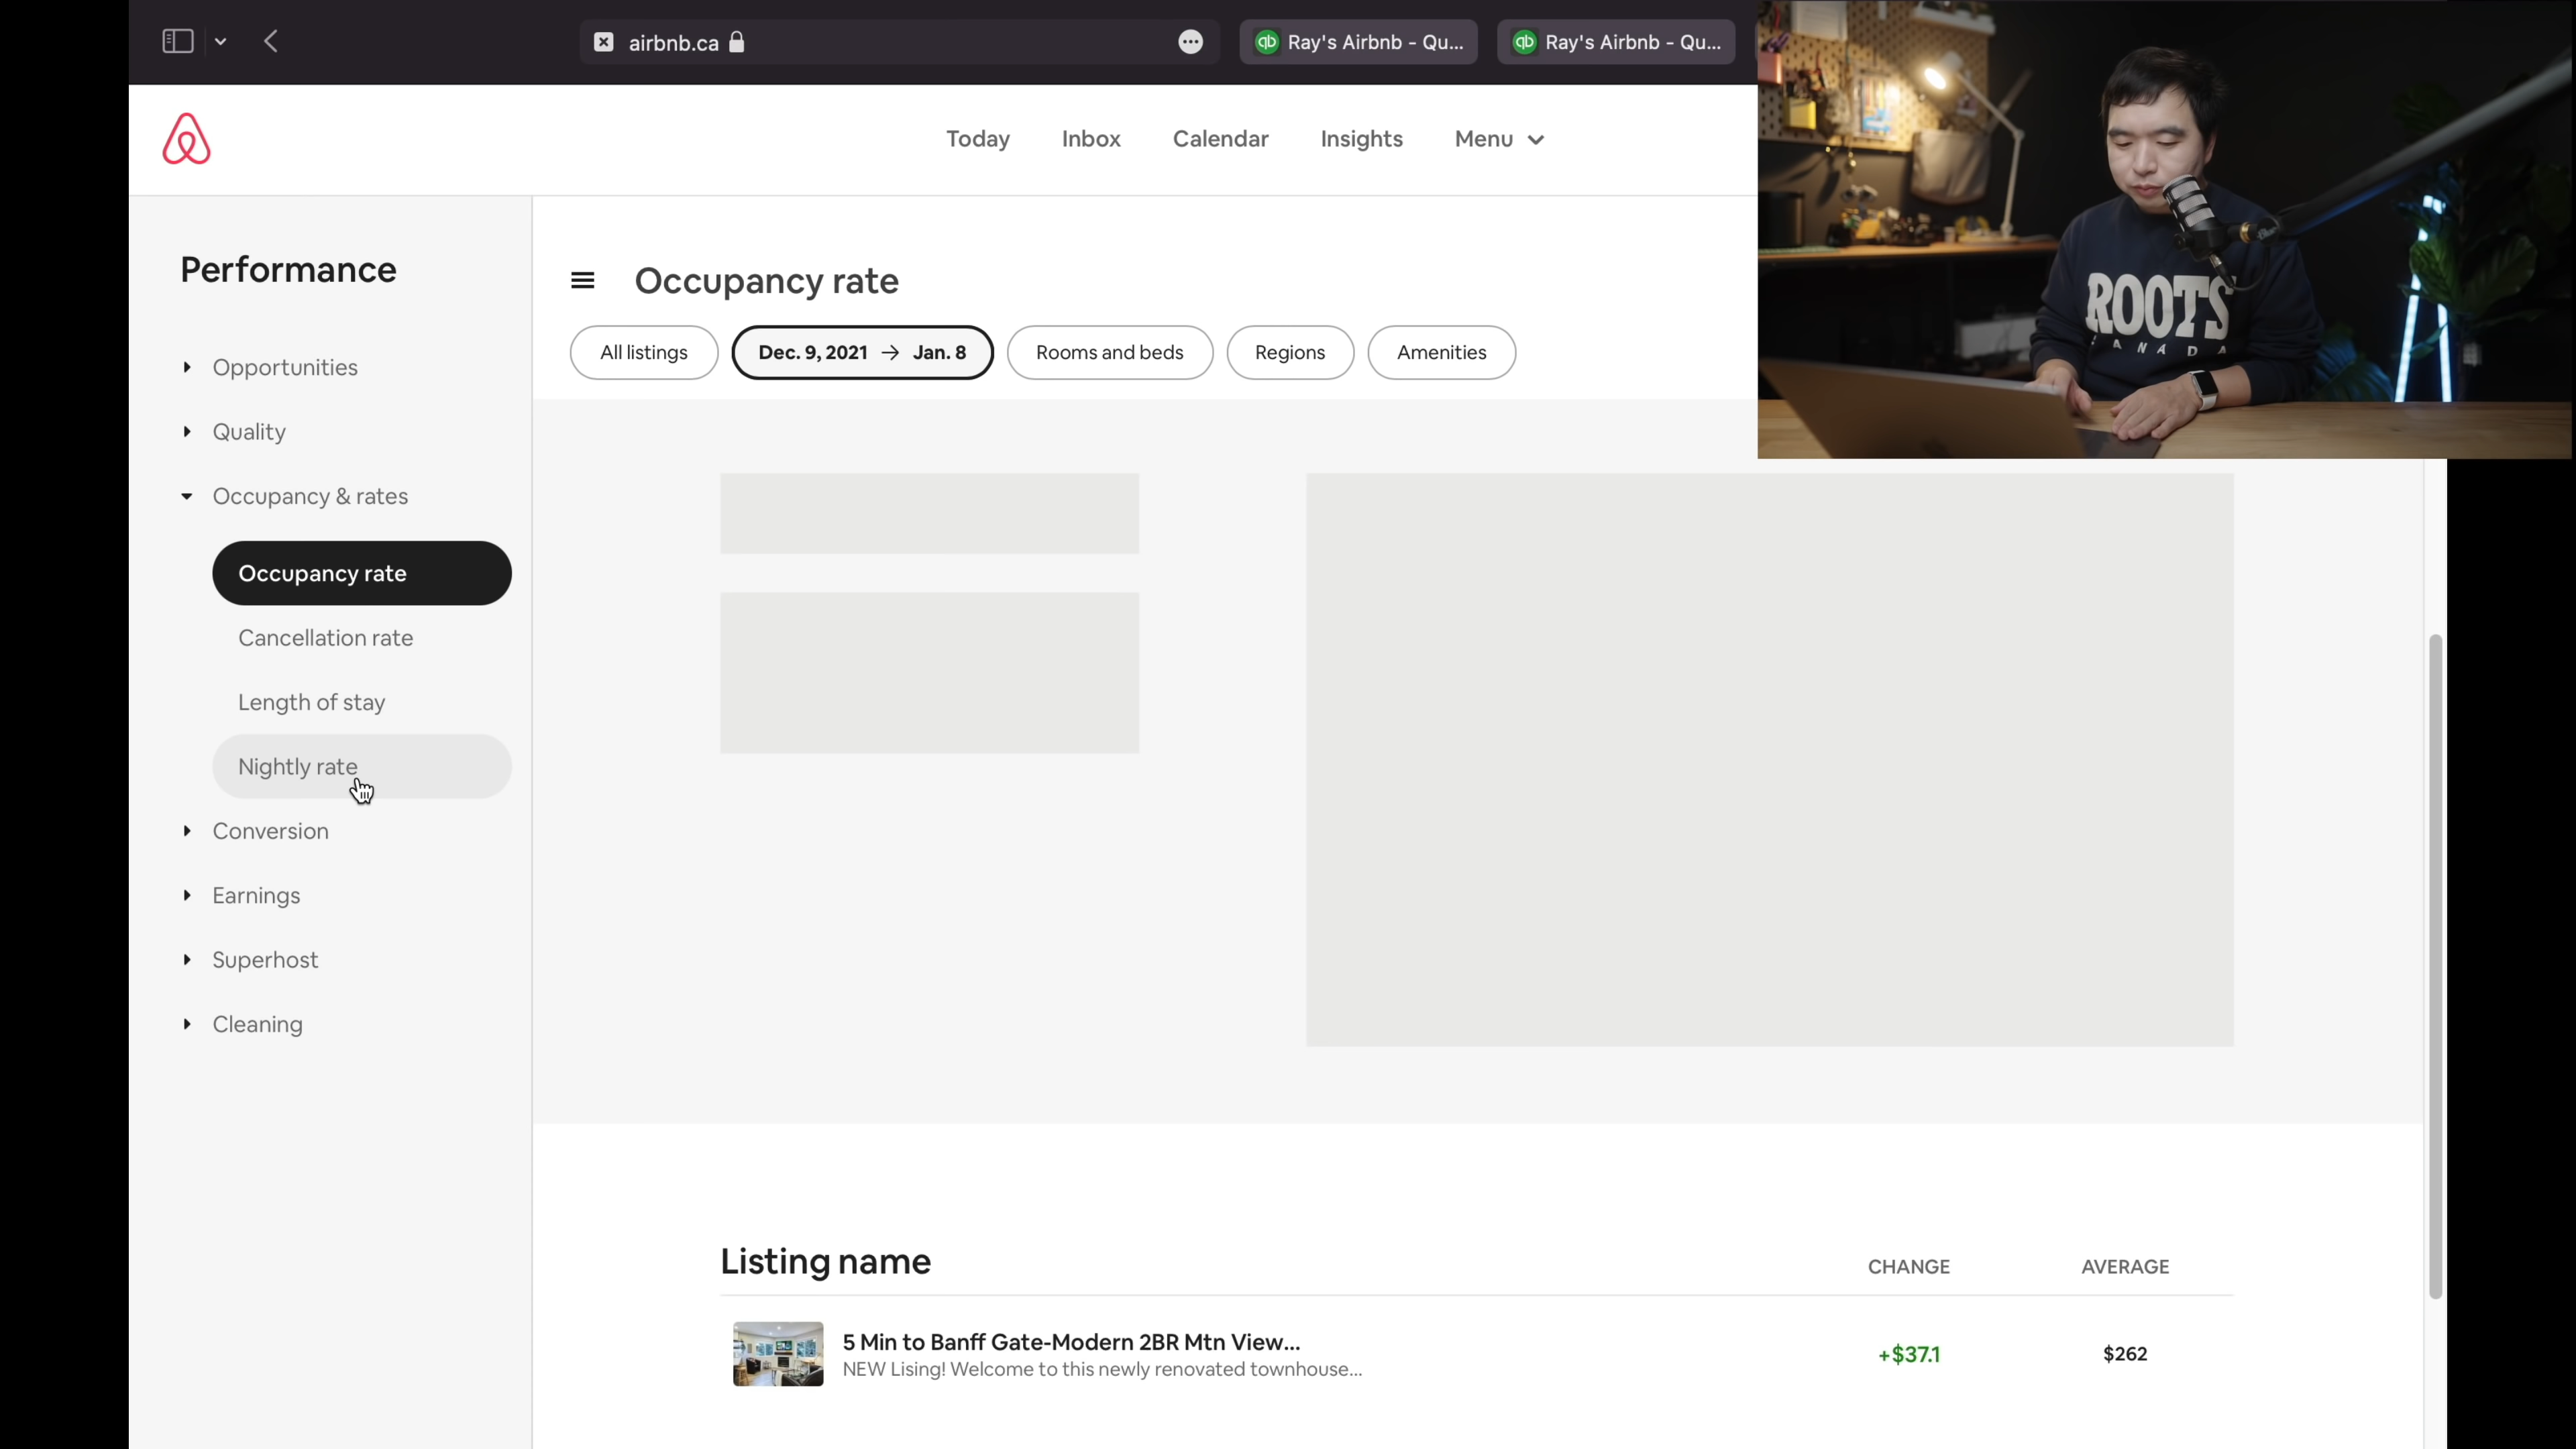 airbnb.ca
qb Ray's Airbnb - Qu...
qb Ray's Airbnb - Qu...
Today
Inbox
Calendar
Insights
Menu
Performance
Opportunities
Quality
Occupancy & rates
Occupancy rate
Cancellation rate
Length of stay
Nightly rate
Conversion
Earnings
Superhost
Cleaning
Occupancy rate
All listings
Dec. 9, 2021 → Jan. 8
Rooms and beds
Regions
Amenities
ROOTS
CANADA
Listing name
CHANGE
AVERAGE
5 Min to Banff Gate-Modern 2BR Mtn View...
NEW Lising! Welcome to this newly renovated townhouse...
+$37.1
$262